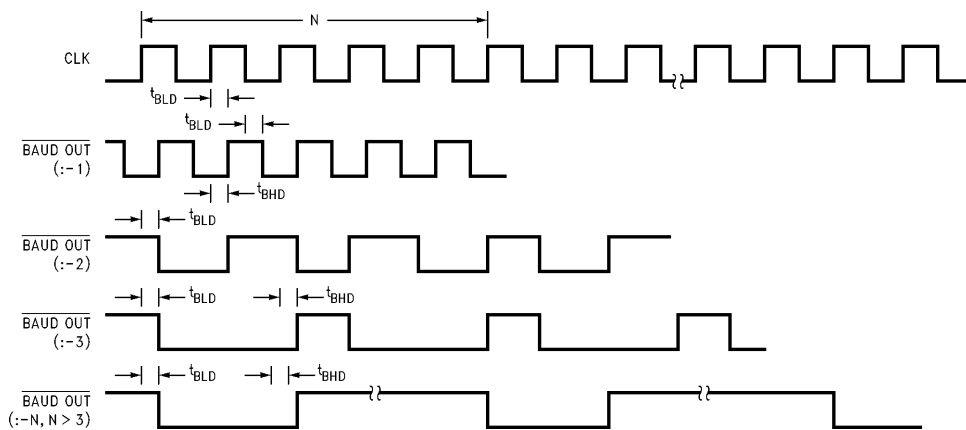 N
CLK
tBLD
tBLD
BAUD OUT
(:-1)
tBHD
tBLD
BAUD OUT
(:-2)
tBLD
tBHD
BAUD OUT
(:-3)
tBLD
tBHD
BAUD OUT
(:-N, N > 3)